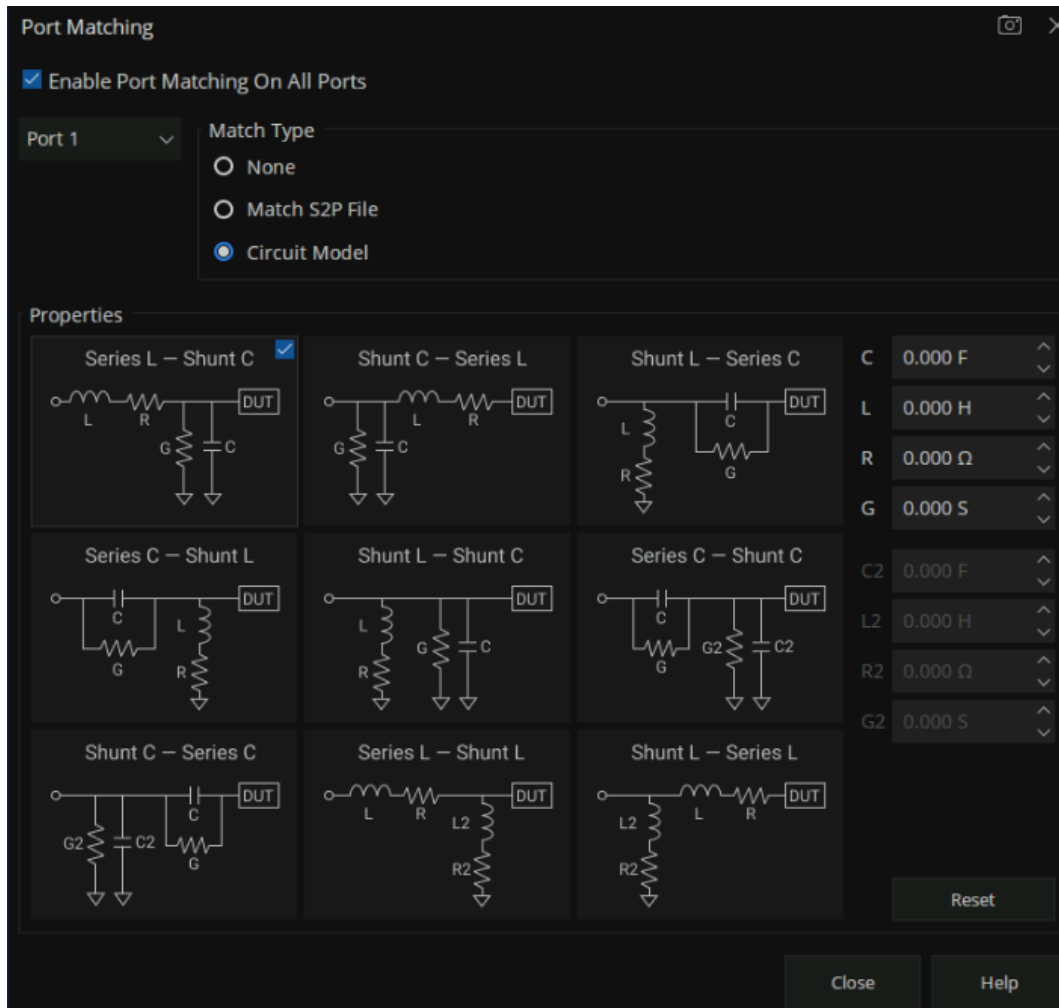 Port Matching
Enable Port Matching On All Ports
Port 1
Match Type
None
Match S2P File
Circuit Model
Properties
Series L — Shunt C
L
R
G
C
DUT
Shunt C — Series L
G
C
L
R
DUT
Shunt L — Series C
L
R
C
G
DUT
Series C — Shunt L
C
G
L
R
DUT
Shunt L — Shunt C
L
R
G
C
DUT
Series C — Shunt C
C
G
G2
C2
DUT
Shunt C — Series C
G2
C2
C
G
DUT
Series L — Shunt L
L
R
L2
R2
DUT
Shunt L — Series L
L2
R2
L
R
DUT
C 0.000 F
L 0.000 H
R 0.000 Ω
G 0.000 S
C2 0.000 F
L2 0.000 H
R2 0.000 Ω
G2 0.000 S
Reset
Close
Help